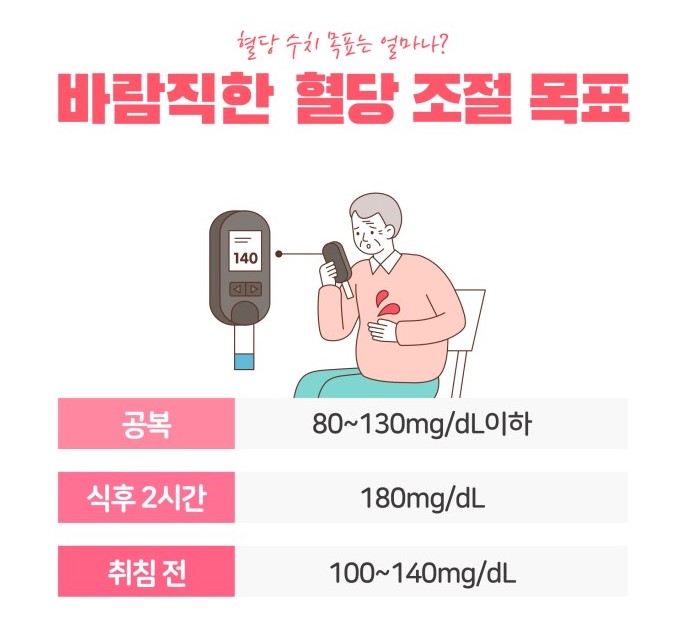 혈당 수치 목표는 얼마나?
바람직한 혈당 조절 목표
140
공복 80~130mg/dL이하
식후 2시간 180mg/dL
취침 전 100~140mg/dL